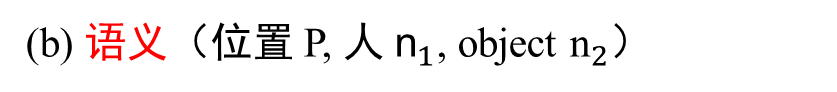 (b) 语义（位置 P, 人 n₁, object n₂）